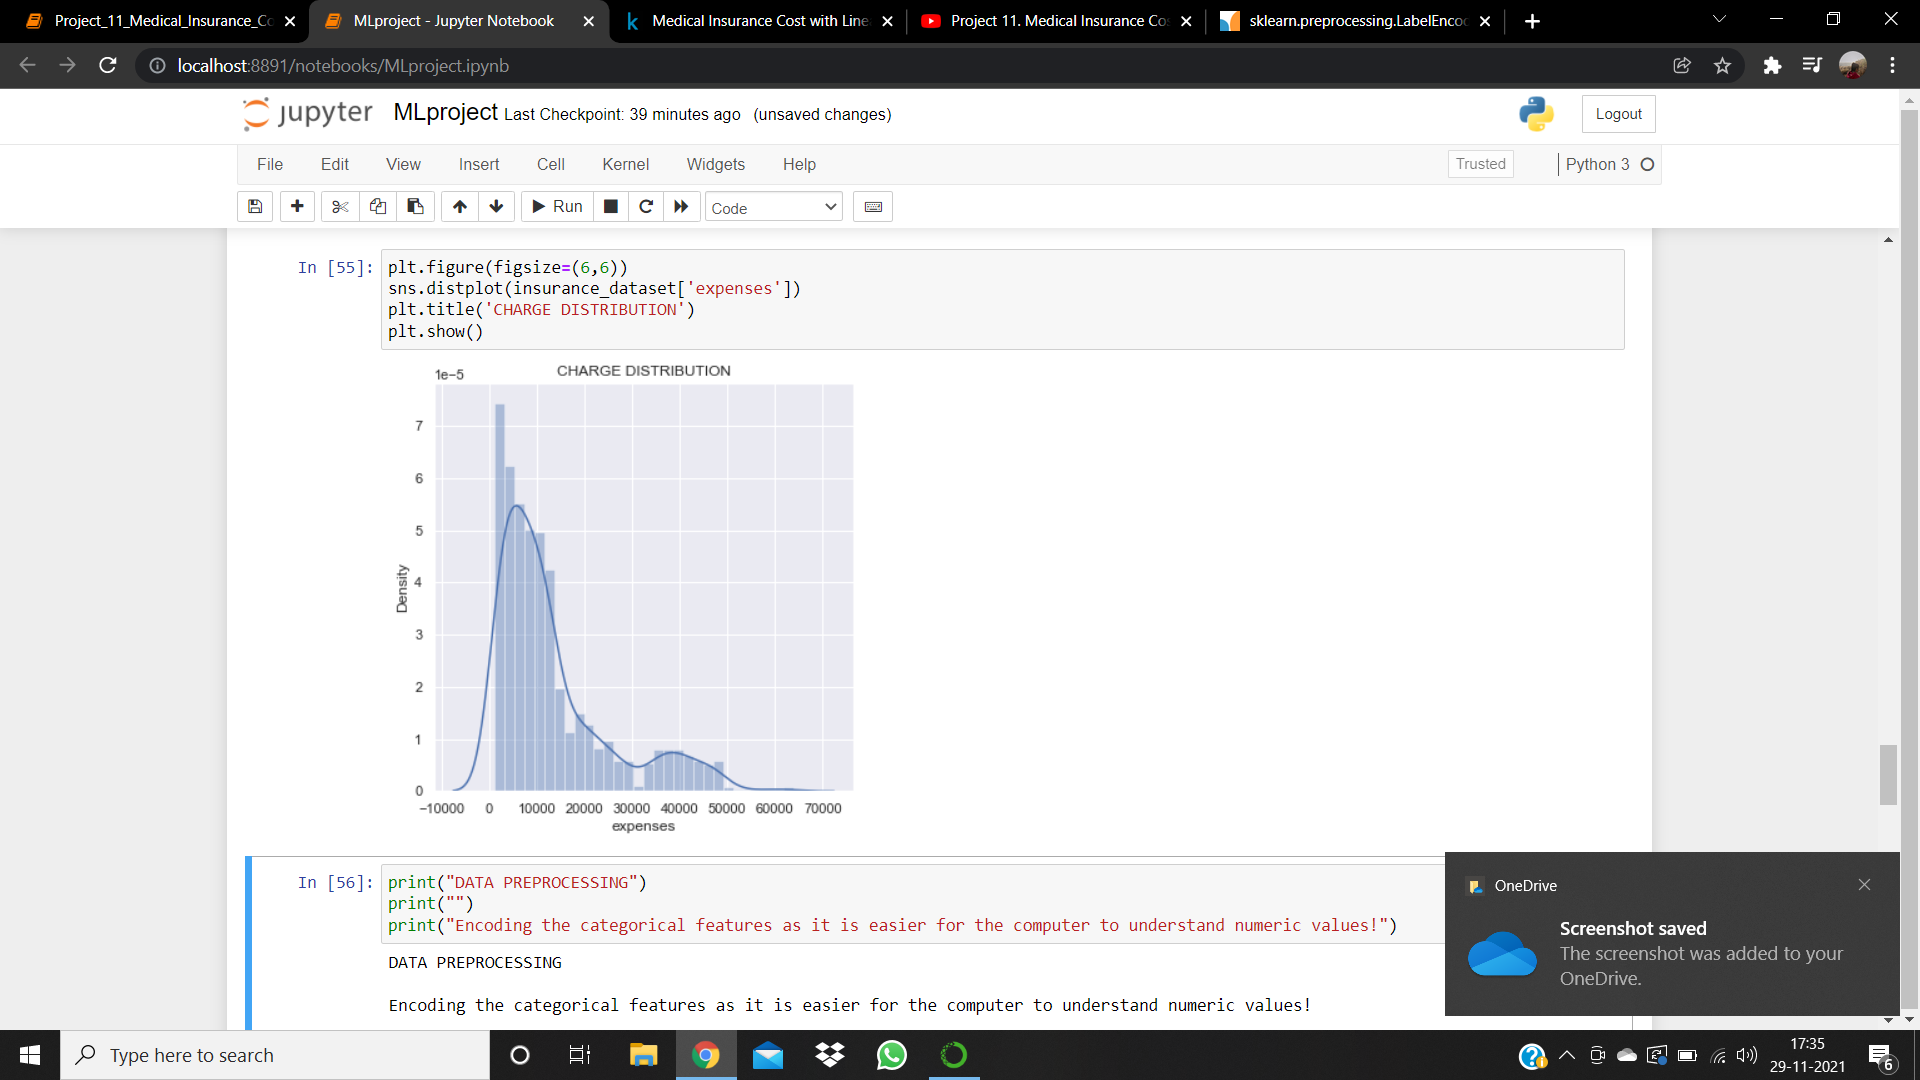 Project_11_Medical_Insurance_Co
MLproject - Jupyter Notebook
Medical Insurance Cost with Line
Project 11. Medical Insurance Co
sklearn.preprocessing.LabelEnco
localhost:8891/notebooks/MLproject.ipynb
jupyter MLproject Last Checkpoint: 39 minutes ago (unsaved changes)
Logout
File Edit View Insert Cell Kernel Widgets Help
Trusted
Python 3
Run
Code
In [55]:
plt.figure(figsize=(6,6))
sns.distplot(insurance_dataset['expenses'])
plt.title('CHARGE DISTRIBUTION')
plt.show()
1e−5
CHARGE DISTRIBUTION
7
6
5
4
3
2
1
0
Density
−10000 0 10000 20000 30000 40000 50000 60000 70000
expenses
In [56]:
print("DATA PREPROCESSING")
print("")
print("Encoding the categorical features as it is easier for the computer to understand numeric values!")
DATA PREPROCESSING
Encoding the categorical features as it is easier for the computer to understand numeric values!
OneDrive
Screenshot saved
The screenshot was added to your
OneDrive.
Type here to search
17:35
29-11-2021
6